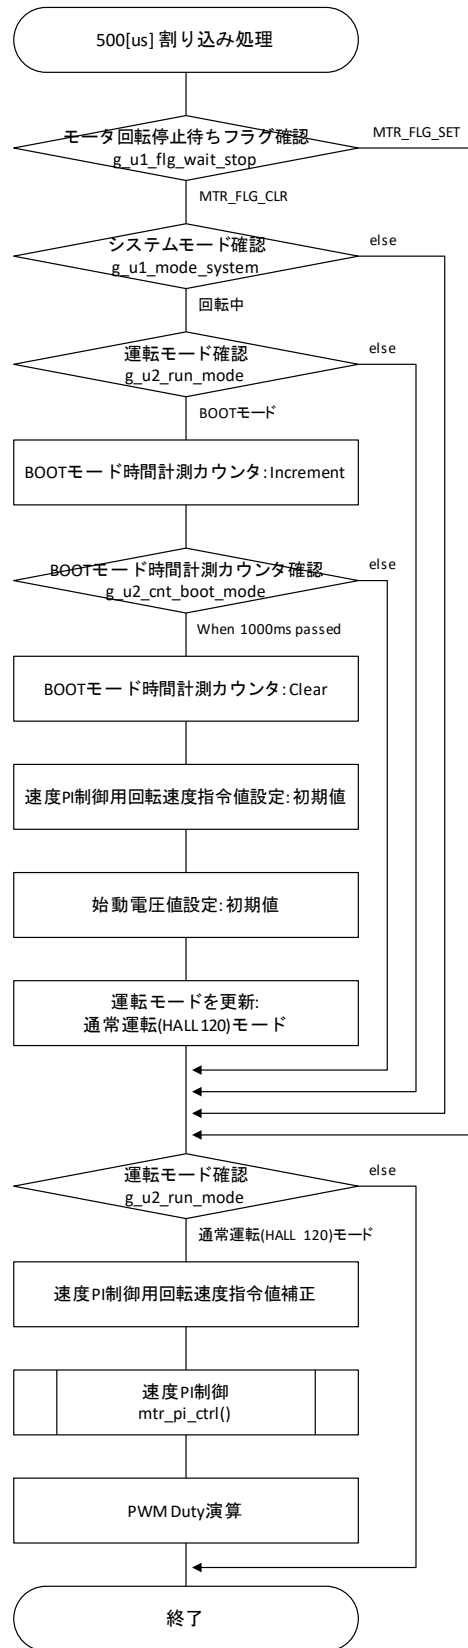 500[us] 割り込み処理
モータ回転停止待ちフラグ確認
g_u1_flg_wait_stop
MTR_FLG_SET
MTR_FLG_CLR
システムモード確認
g_u1_mode_system
else
回転中
運転モード確認
g_u2_run_mode
else
BOOTモード
BOOTモード時間計測カウンタ: Increment
BOOTモード時間計測カウンタ確認
g_u2_cnt_boot_mode
else
When 1000ms passed
BOOTモード時間計測カウンタ: Clear
速度PI制御用回転速度指令値設定: 初期値
始動電圧値設定: 初期値
運転モードを更新:
通常運転(HALL 120)モード
運転モード確認
g_u2_run_mode
else
通常運転(HALL 120)モード
速度PI制御用回転速度指令値補正
速度PI制御
mtr_pi_ctrl()
PWM Duty演算
終了